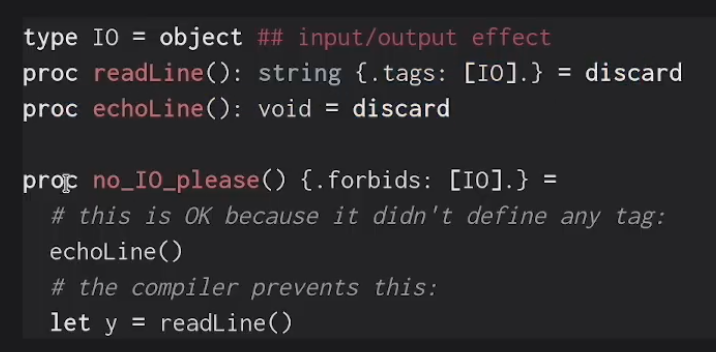 type IO = object ## input/output effect
proc readLine(): string {.tags: [IO].} = discard
proc echoLine(): void = discard
proc no_IO_please() {.forbids: [IO].} =
# this is OK because it didn't define any tag:
echoLine()
# the compiler prevents this:
let y = readLine()